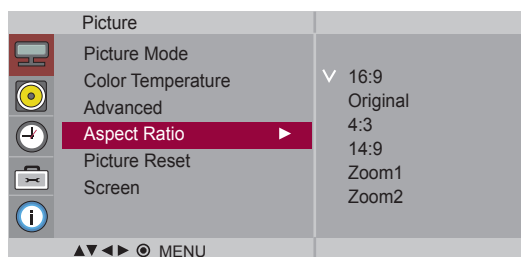 Picture
Picture Mode
Color Temperature
Advanced
Aspect Ratio
Picture Reset
Screen
16:9
Original
4:3
14:9
Zoom1
Zoom2
MENU